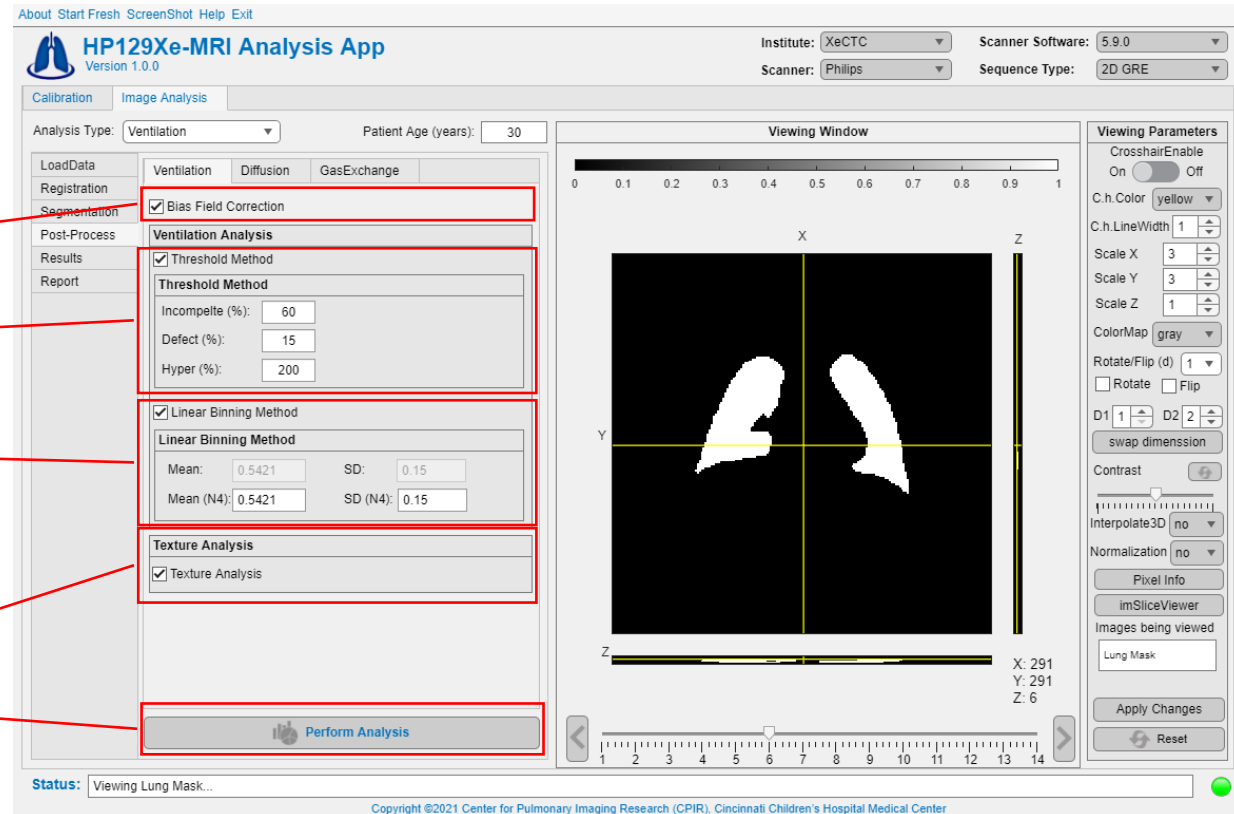 About Start Fresh ScreenShot Help Exit
HP129Xe-MRI Analysis App
Version 1.0.0
Institute: XeCTC
Scanner Software: 5.9.0
Scanner: Philips
Sequence Type: 2D GRE
Calibration Image Analysis
Analysis Type: Ventilation
Patient Age (years): 30
LoadData
Registration
Segmentation
Post-Process
Results
Report
Ventilation Diffusion GasExchange
Bias Field Correction
Ventilation Analysis
Threshold Method
Threshold Method
Incompelte (%): 60
Defect (%): 15
Hyper (%): 200
Linear Binning Method
Linear Binning Method
Mean: 0.5421 SD: 0.15
Mean (N4): 0.5421 SD (N4): 0.15
Texture Analysis
Texture Analysis
Perform Analysis
Viewing Window
0 0.1 0.2 0.3 0.4 0.5 0.6 0.7 0.8 0.9 1
X
Z
Y
Z
X: 291
Y: 291
Z: 6
1 2 3 4 5 6 7 8 9 10 11 12 13 14
Viewing Parameters
CrosshairEnable
On Off
C.h.Color yellow
C.h.LineWidth 1
Scale X 3
Scale Y 3
Scale Z 1
ColorMap gray
Rotate/Flip (d) 1
Rotate Flip
D1 1 D2 2
swap dimenssion
Contrast
Interpolate3D no
Normalization no
Pixel Info
imSliceViewer
Images being viewed
Lung Mask
Apply Changes
Reset
Status: Viewing Lung Mask...
Copyright ©2021 Center for Pulmonary Imaging Research (CPIR), Cincinnati Children's Hospital Medical Center